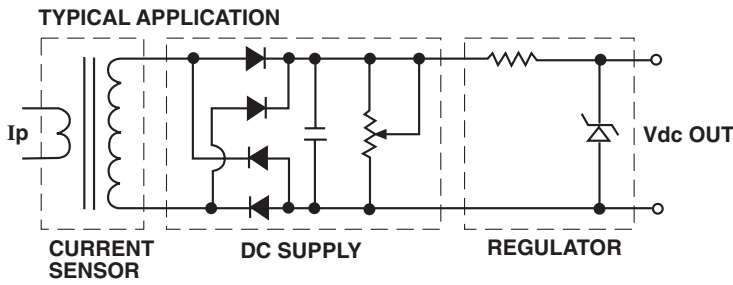 TYPICAL APPLICATION
Ip
Vdc OUT
CURRENT
SENSOR
DC SUPPLY
REGULATOR